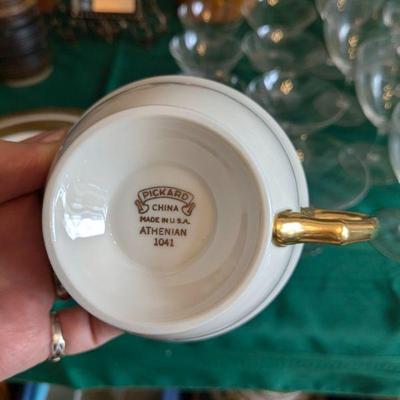 PICKARD
CHINA
MADE IN U.S.A.
ATHENIAN
1041